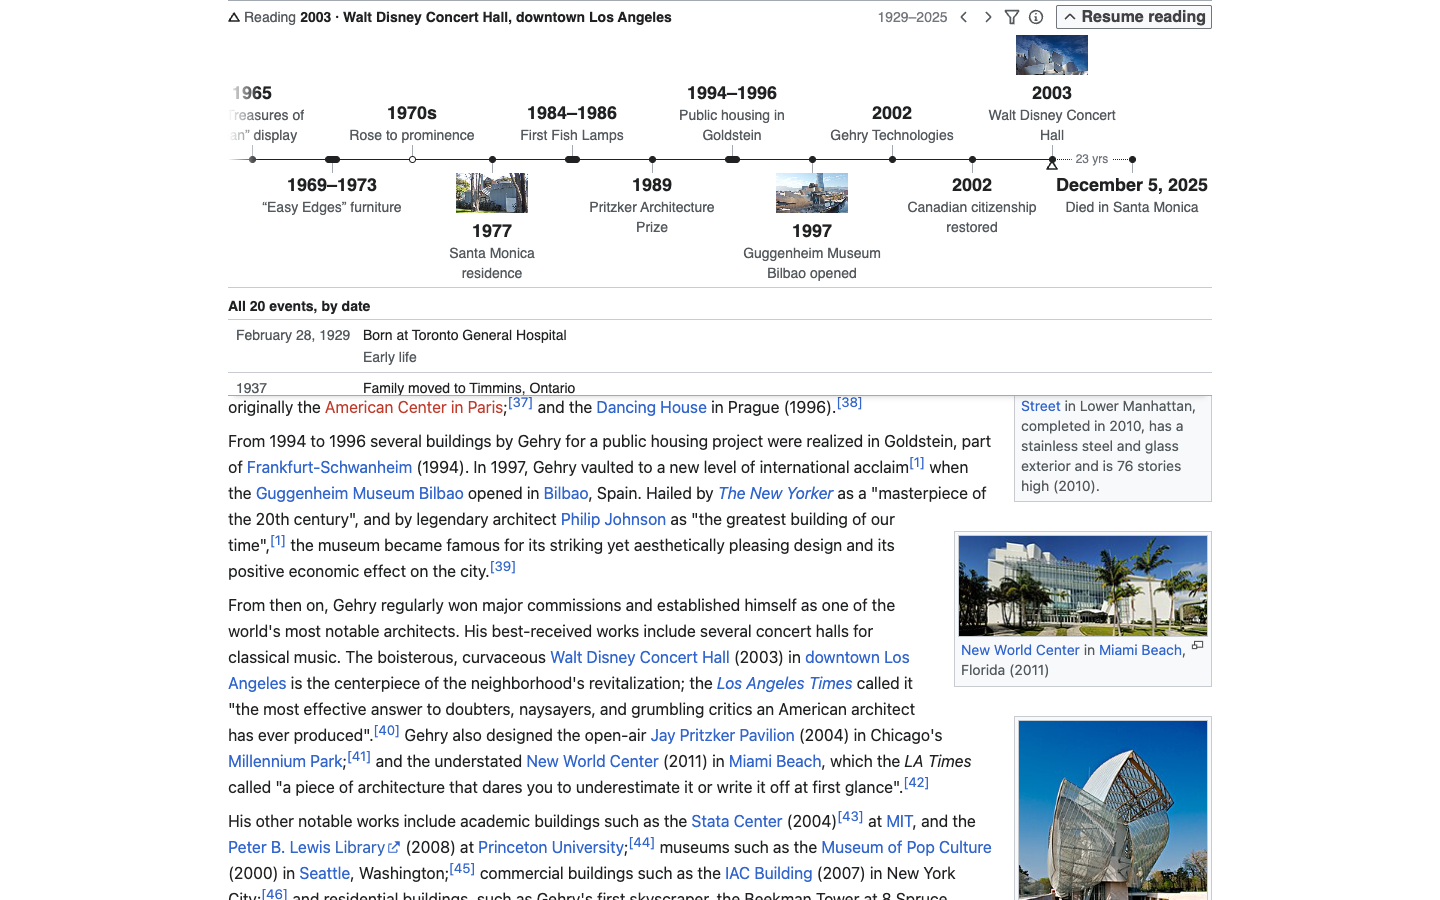 Reading 2003 · Walt Disney Concert Hall, downtown Los Angeles
1929–2025
Resume reading
1965
Treasures of
an” display
1969–1973
“Easy Edges” furniture
1970s
Rose to prominence
1977
Santa Monica
residence
1984–1986
First Fish Lamps
1989
Pritzker Architecture
Prize
1994–1996
Public housing in
Goldstein
1997
Guggenheim Museum
Bilbao opened
2002
Gehry Technologies
2002
Canadian citizenship
restored
2003
Walt Disney Concert
Hall
23 yrs
December 5, 2025
Died in Santa Monica
All 20 events, by date
February 28, 1929 Born at Toronto General Hospital
Early life
1937 Family moved to Timmins, Ontario
originally the American Center in Paris;[37] and the Dancing House in Prague (1996).[38]
From 1994 to 1996 several buildings by Gehry for a public housing project were realized in Goldstein, part
of Frankfurt-Schwanheim (1994). In 1997, Gehry vaulted to a new level of international acclaim[1] when
the Guggenheim Museum Bilbao opened in Bilbao, Spain. Hailed by The New Yorker as a "masterpiece of
the 20th century", and by legendary architect Philip Johnson as "the greatest building of our
time",[1] the museum became famous for its striking yet aesthetically pleasing design and its
positive economic effect on the city.[39]
From then on, Gehry regularly won major commissions and established himself as one of the
world's most notable architects. His best-received works include several concert halls for
classical music. The boisterous, curvaceous Walt Disney Concert Hall (2003) in downtown Los
Angeles is the centerpiece of the neighborhood's revitalization; the Los Angeles Times called it
"the most effective answer to doubters, naysayers, and grumbling critics an American architect
has ever produced".[40] Gehry also designed the open-air Jay Pritzker Pavilion (2004) in Chicago's
Millennium Park;[41] and the understated New World Center (2011) in Miami Beach, which the LA Times
called "a piece of architecture that dares you to underestimate it or write it off at first glance".[42]
His other notable works include academic buildings such as the Stata Center (2004)[43] at MIT, and the
Peter B. Lewis Library (2008) at Princeton University;[44] museums such as the Museum of Pop Culture
(2000) in Seattle, Washington;[45] commercial buildings such as the IAC Building (2007) in New York
City;[46] and residential buildings, such as Gehry's first skyscraper, the Beekman Tower at 8 Spruce
Street in Lower Manhattan,
completed in 2010, has a
stainless steel and glass
exterior and is 76 stories
high (2010).
New World Center in Miami Beach,
Florida (2011)